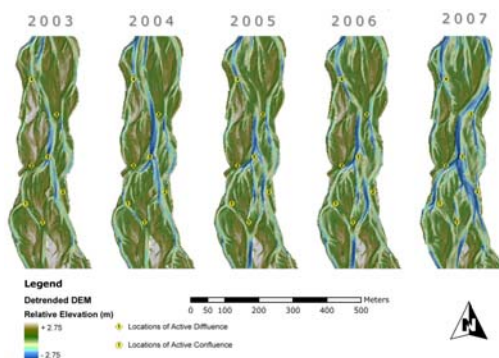 2003 2004 2005 2006 2007
Legend
Detrended DEM
Relative Elevation (m)
+ 2.75
- 2.75
Locations of Active Diffluence
Locations of Active Confluence
0 50 100 200 300 400 500 Meters
N